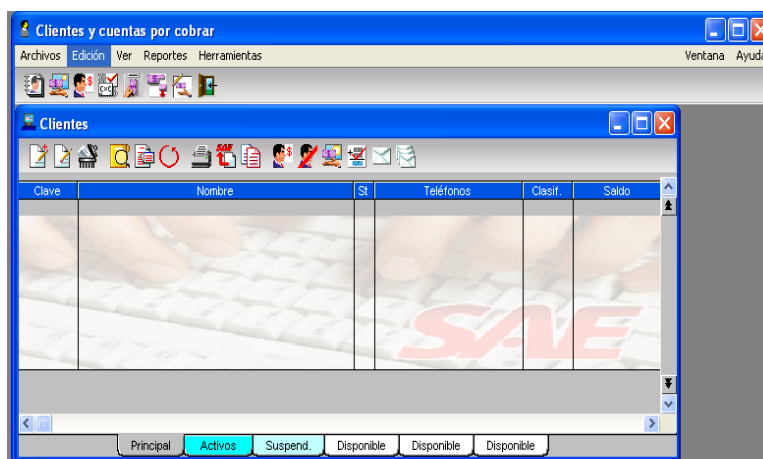 Clientes y cuentas por cobrar
Archivos Edición Ver Reportes Herramientas Ventana Ayuda
Clientes
Clave Nombre St Teléfonos Clasif. Saldo
SAE
Principal Activos Suspend. Disponible Disponible Disponible